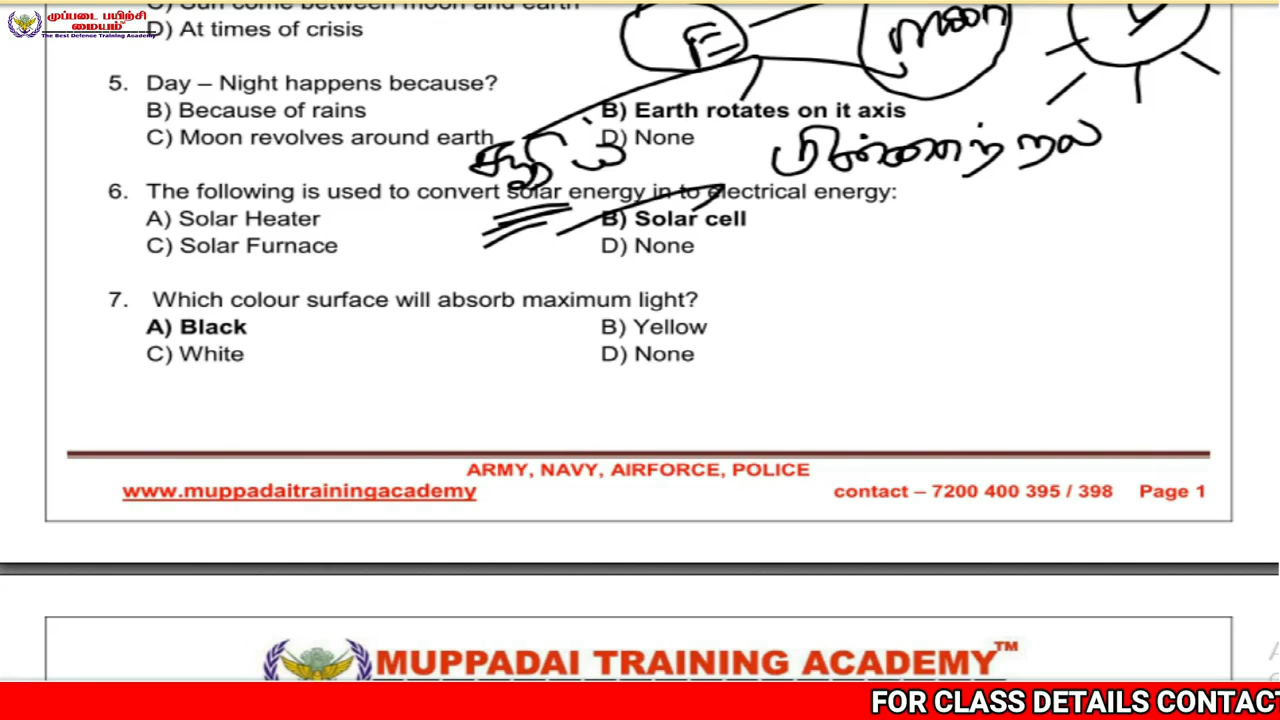 முப்படை பயிற்சி
மையம்
The Best Defence Training Academy
D) At times of crisis
E
5. Day – Night happens because?
B) Because of rains B) Earth rotates on it axis
C) Moon revolves around earth D) None
மின்னாற்றல்
6. The following is used to convert solar energy in to electrical energy:
A) Solar Heater B) Solar cell
C) Solar Furnace D) None
7. Which colour surface will absorb maximum light?
A) Black B) Yellow
C) White D) None
ARMY, NAVY, AIRFORCE, POLICE
www.muppadaitrainingacademy contact – 7200 400 395 / 398 Page 1
MUPPADAI TRAINING ACADEMY™
FOR CLASS DETAILS CONTACT